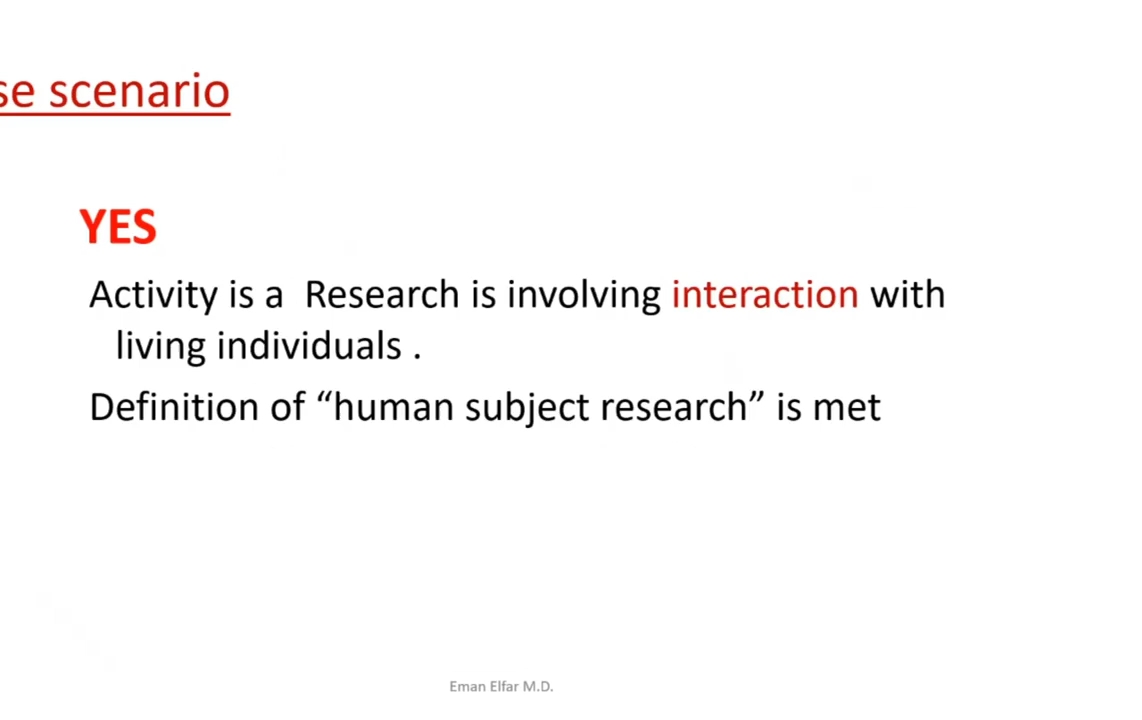 se scenario
YES
Activity is a  Research is involving interaction with
living individuals .
Definition of “human subject research” is met
Eman Elfar M.D.